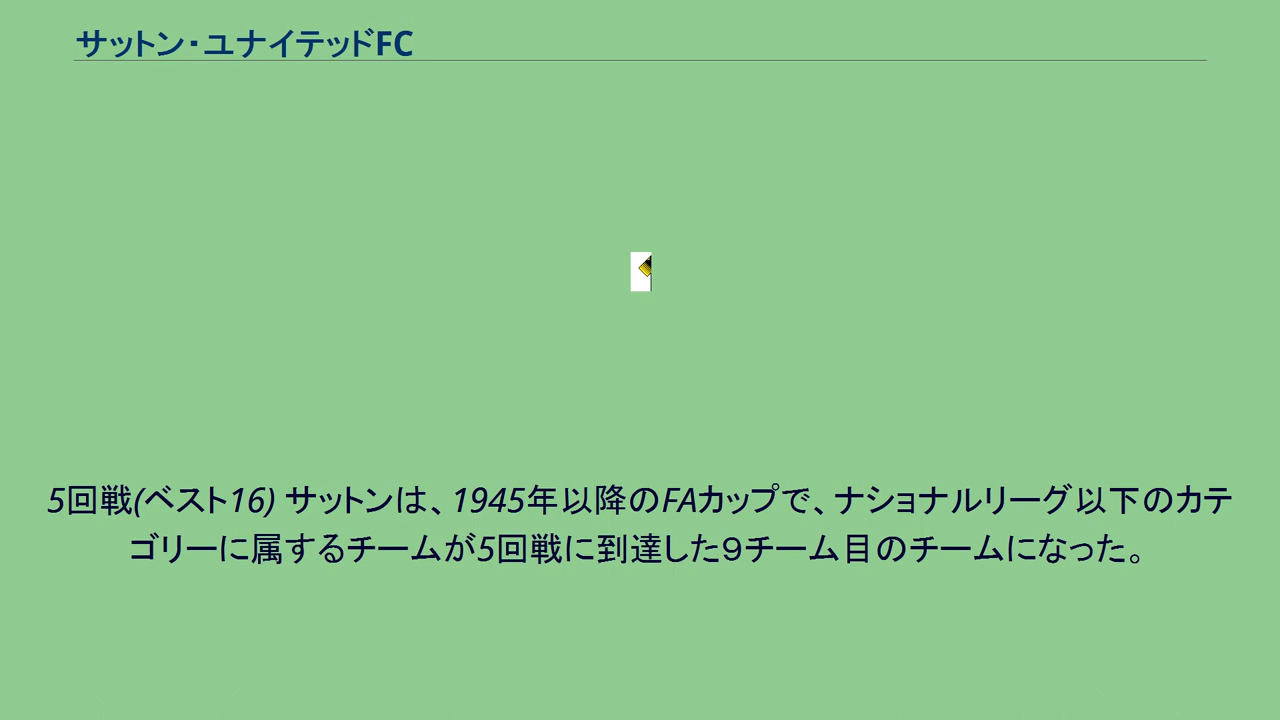 サットン・ユナイテッドFC
5回戦(ベスト16) サットンは、1945年以降のFAカップで、ナショナルリーグ以下のカテ
ゴリーに属するチームが5回戦に到達した９チーム目のチームになった。